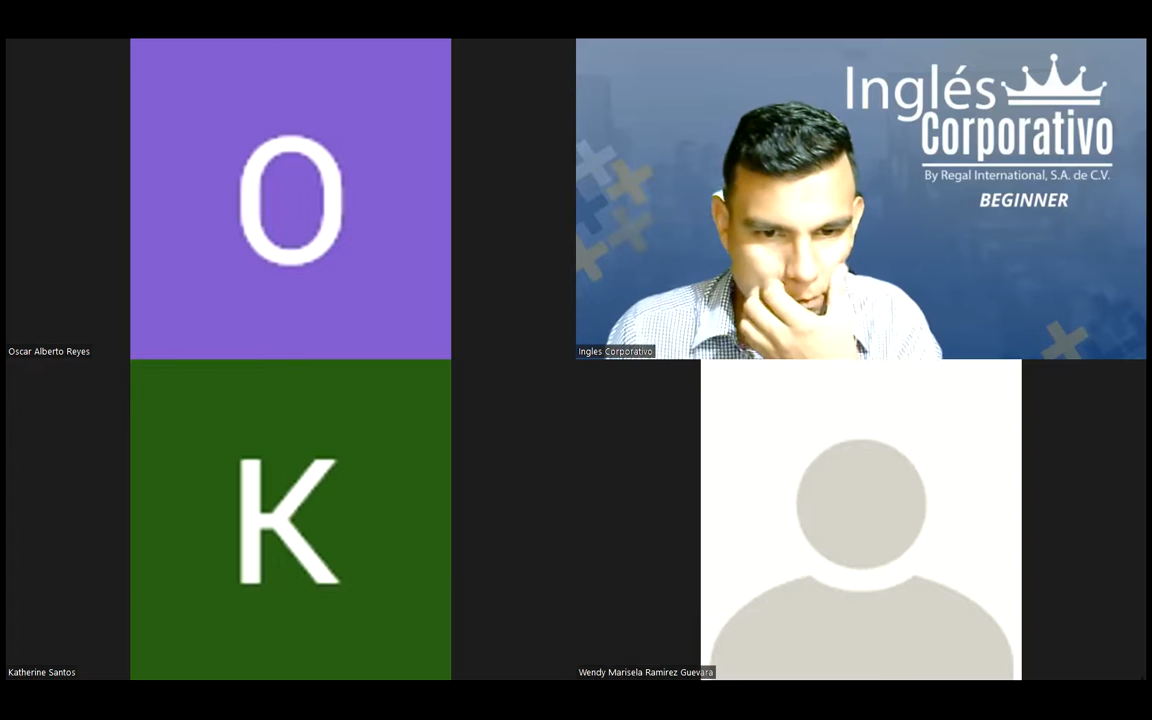 O
Oscar Alberto Reyes
Inglés
Corporativo
By Regal International, S.A. de C.V.
BEGINNER
Ingles Corporativo
K
Katherine Santos
Wendy Marisela Ramirez Guevara